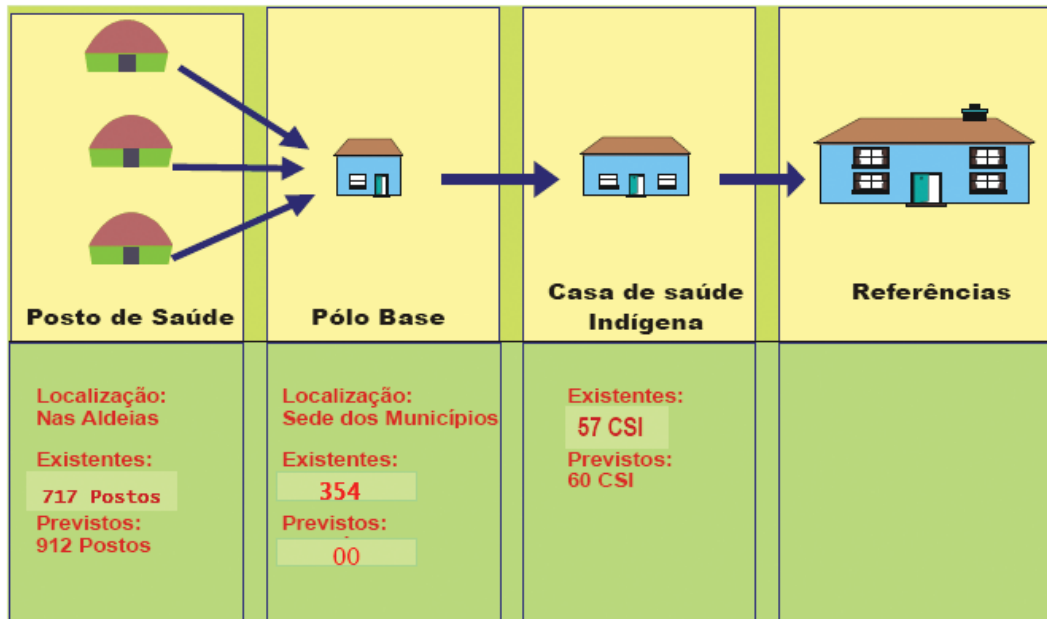 Posto de Saúde
Pólo Base
Casa de saúde
Indígena
Referências
Localização:
Nas Aldeias
Existentes:
717 Postos
Previstos:
912 Postos
Localização:
Sede dos Municípios
Existentes:
354
Previstos:
00
Existentes:
57 CSI
Previstos:
60 CSI